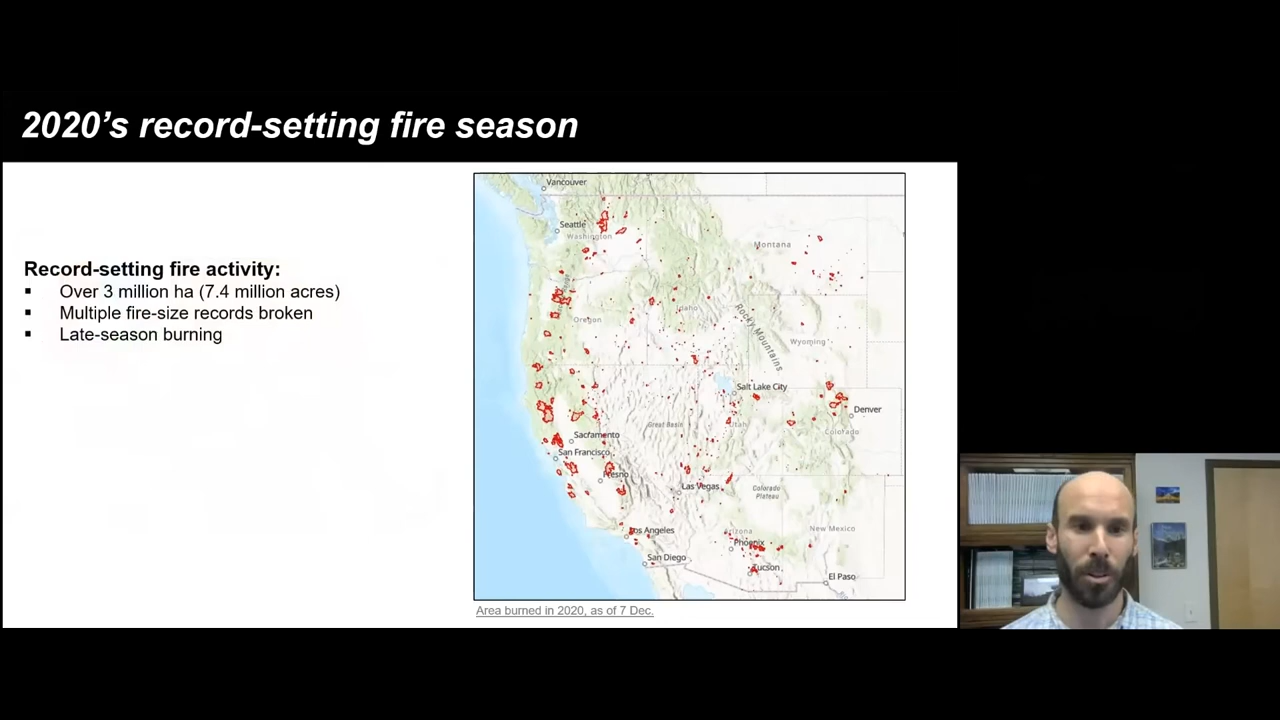 2020's record-setting fire season
Record-setting fire activity:
▪ Over 3 million ha (7.4 million acres)
▪ Multiple fire-size records broken
▪ Late-season burning
Vancouver
Seattle
Washington
Montana
Oregon
Idaho
Rocky Mountains
Wyoming
Salt Lake City
Great Basin
Utah
Denver
Colorado
Sacramento
San Francisco
Fresno
Las Vegas
Colorado
Plateau
Los Angeles
Arizona
New Mexico
Phoenix
San Diego
Tucson
El Paso
Area burned in 2020, as of 7 Dec.